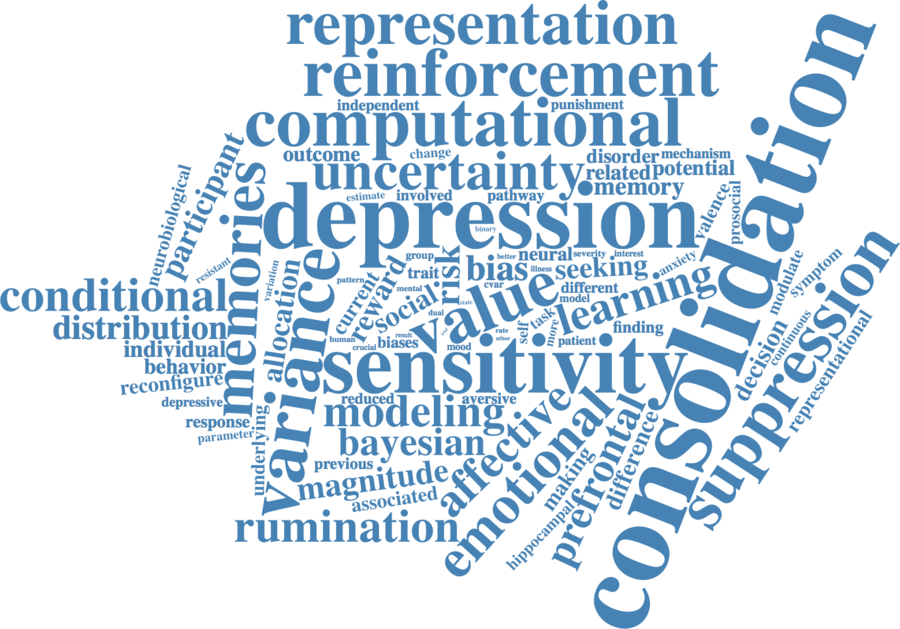 representation
reinforcement
independent
punishment
computational
outcome
change
uncertainty
disorder
mechanism
related
potential
memory
estimate
involved
pathway
depression
binary
neurobiological
participant
resistant
memories
conditional
distribution
individual
behavior
reconfigure
depressive
response
parameter
underlying
variation
allocation
variance
pattern
human
current
reward
mental
crucial
result
biases
social
group
trait
risk
dual
state
value
mood
bias
better
illness
cvar
neural
severity
interest
seeking
anxiety
different
model
learning
self
task
more
rate
other
patient
finding
sensitivity
reduced
aversive
modeling
bayesian
previous
magnitude
associated
rumination
affective
emotional
making
hippocampal
prefrontal
difference
consolidation
valence
prosocial
decision
continuous
modulate
symptom
suppression
representational